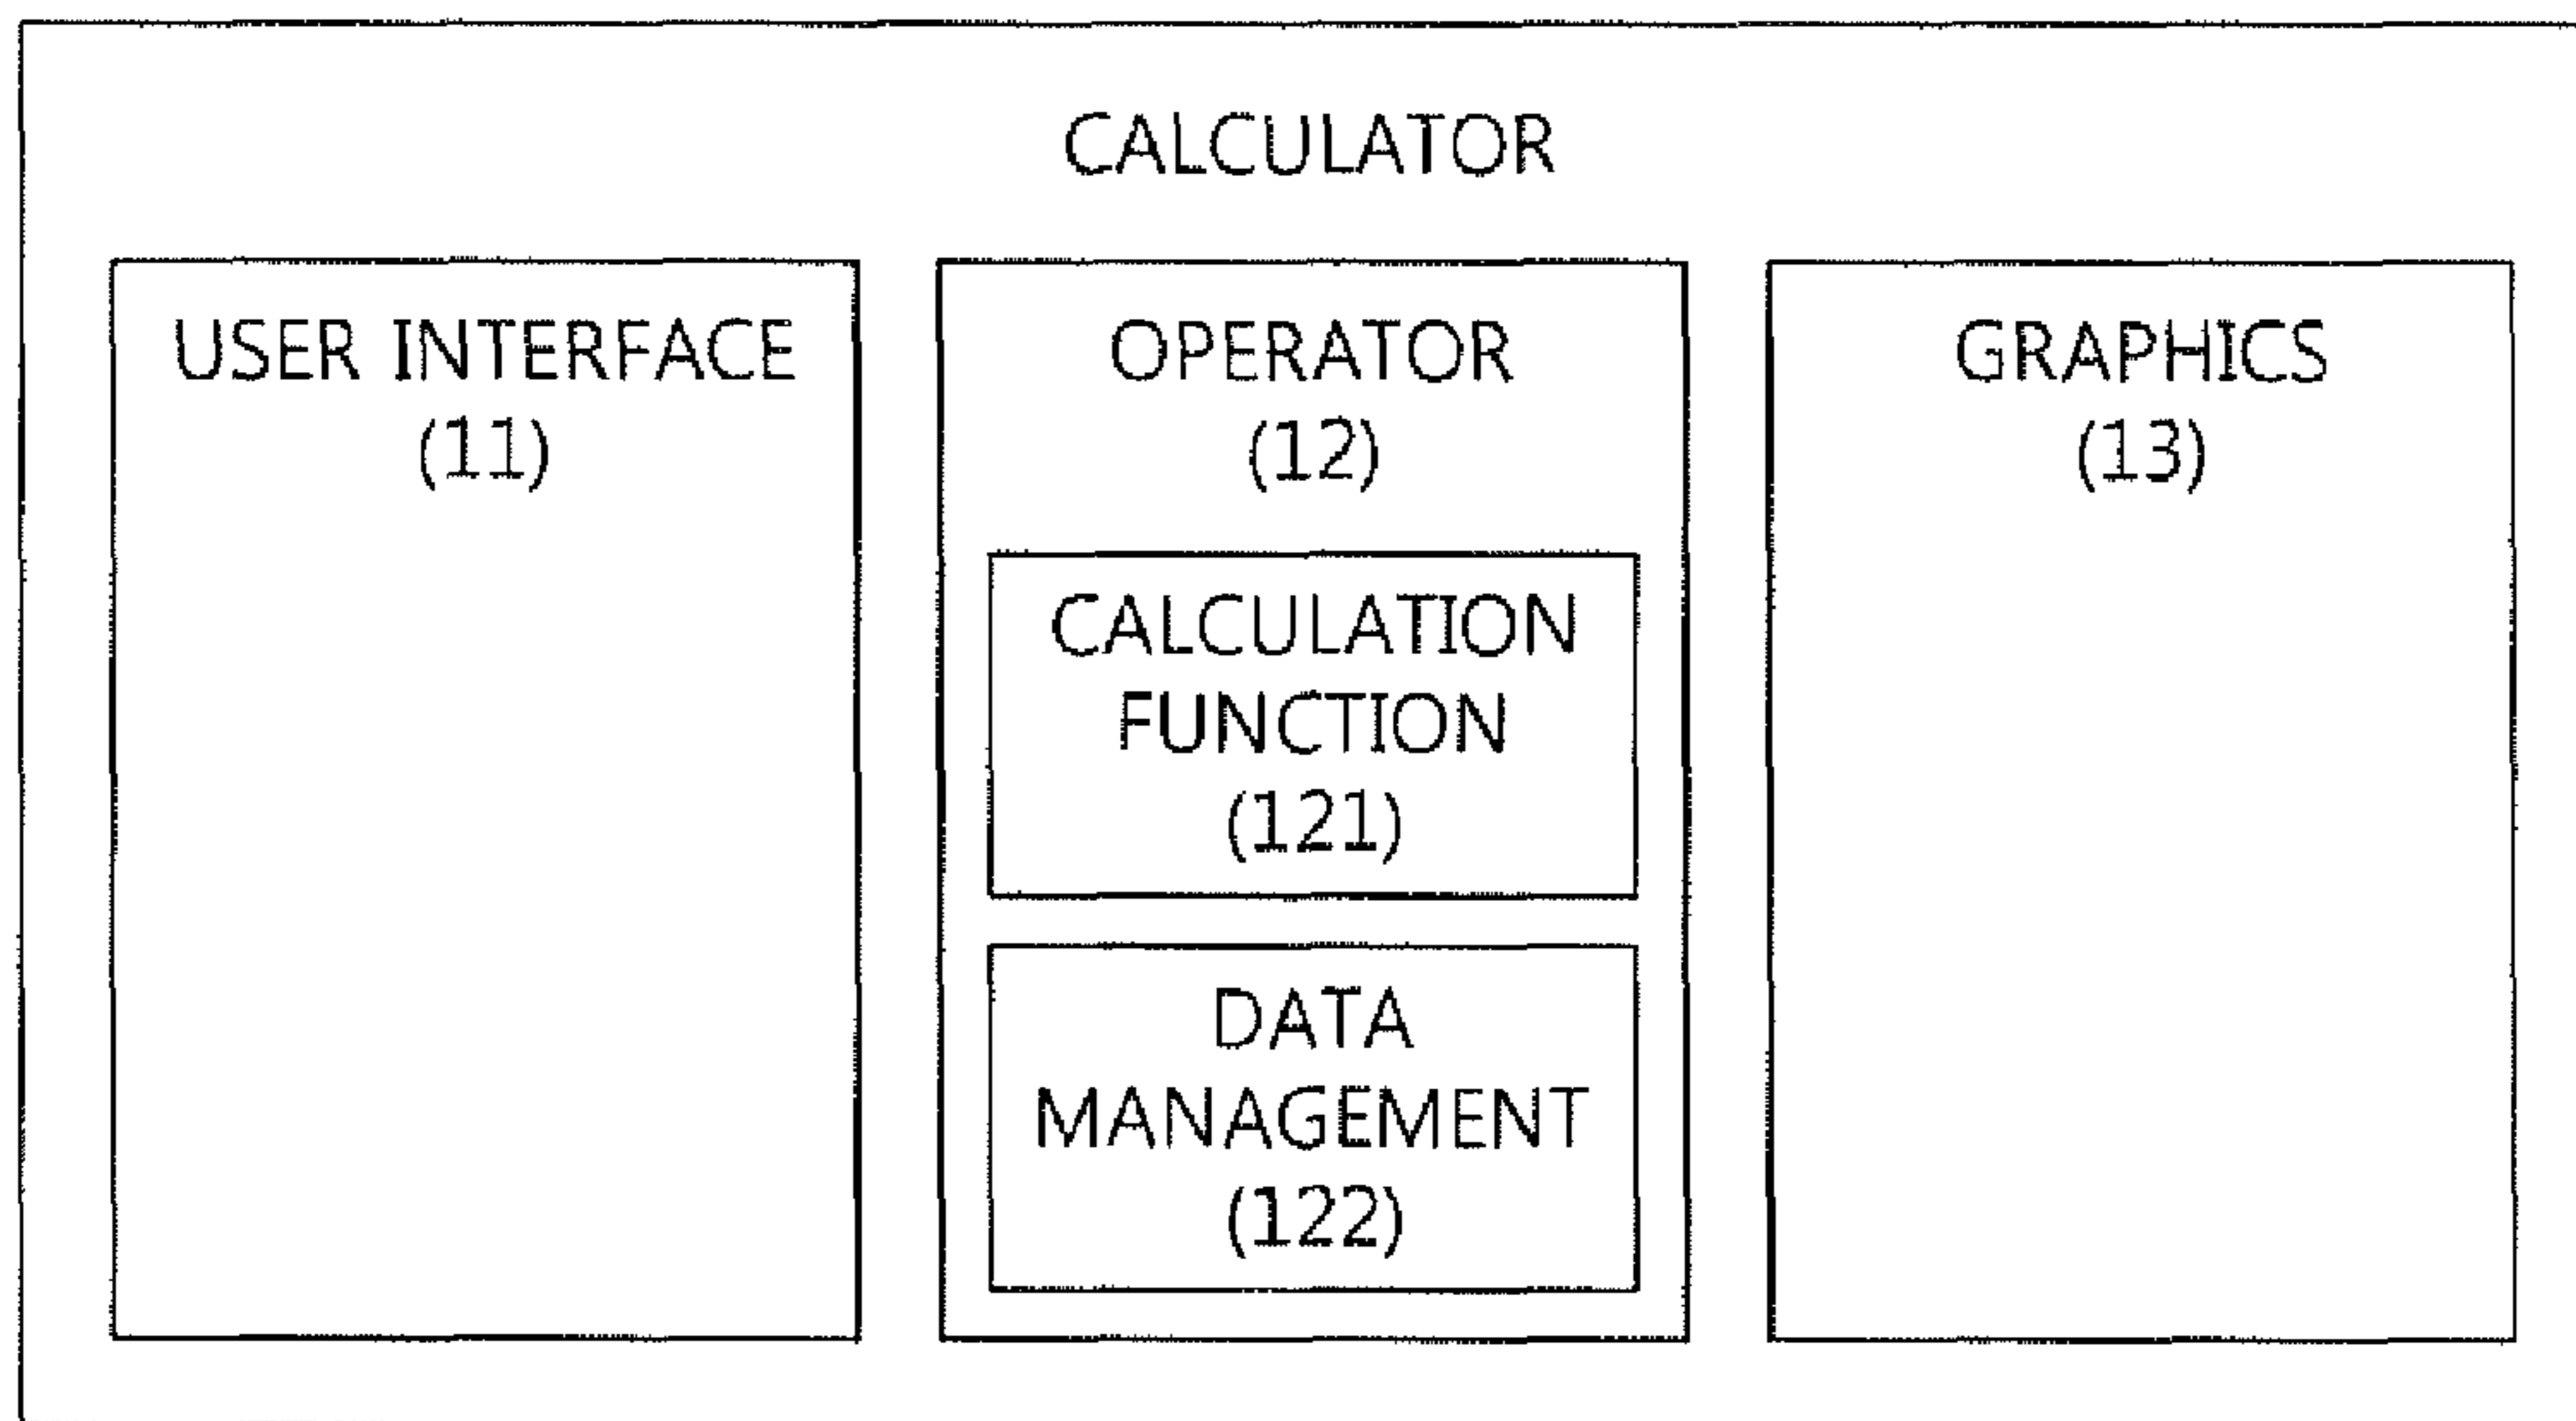 CALCULATOR
USER INTERFACE
(11)
OPERATOR
(12)
CALCULATION
FUNCTION
(121)
DATA
MANAGEMENT
(122)
GRAPHICS
(13)